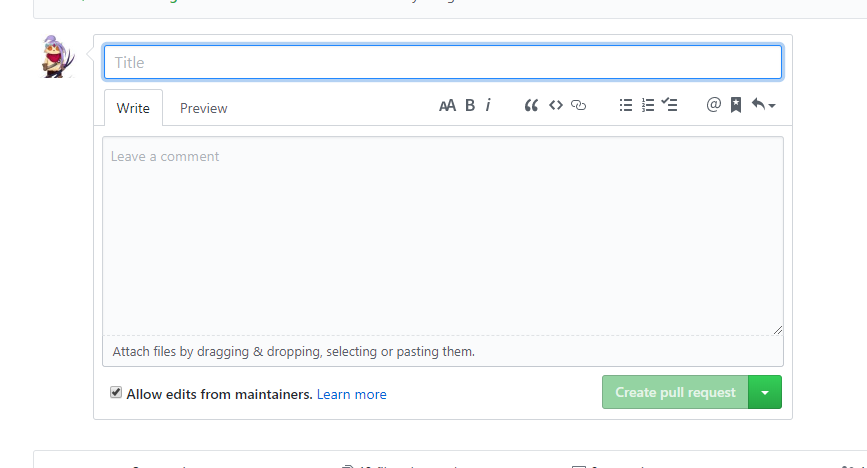 Title
Write Preview AA B i
Leave a comment
Attach files by dragging & dropping, selecting or pasting them.
Allow edits from maintainers. Learn more Create pull request